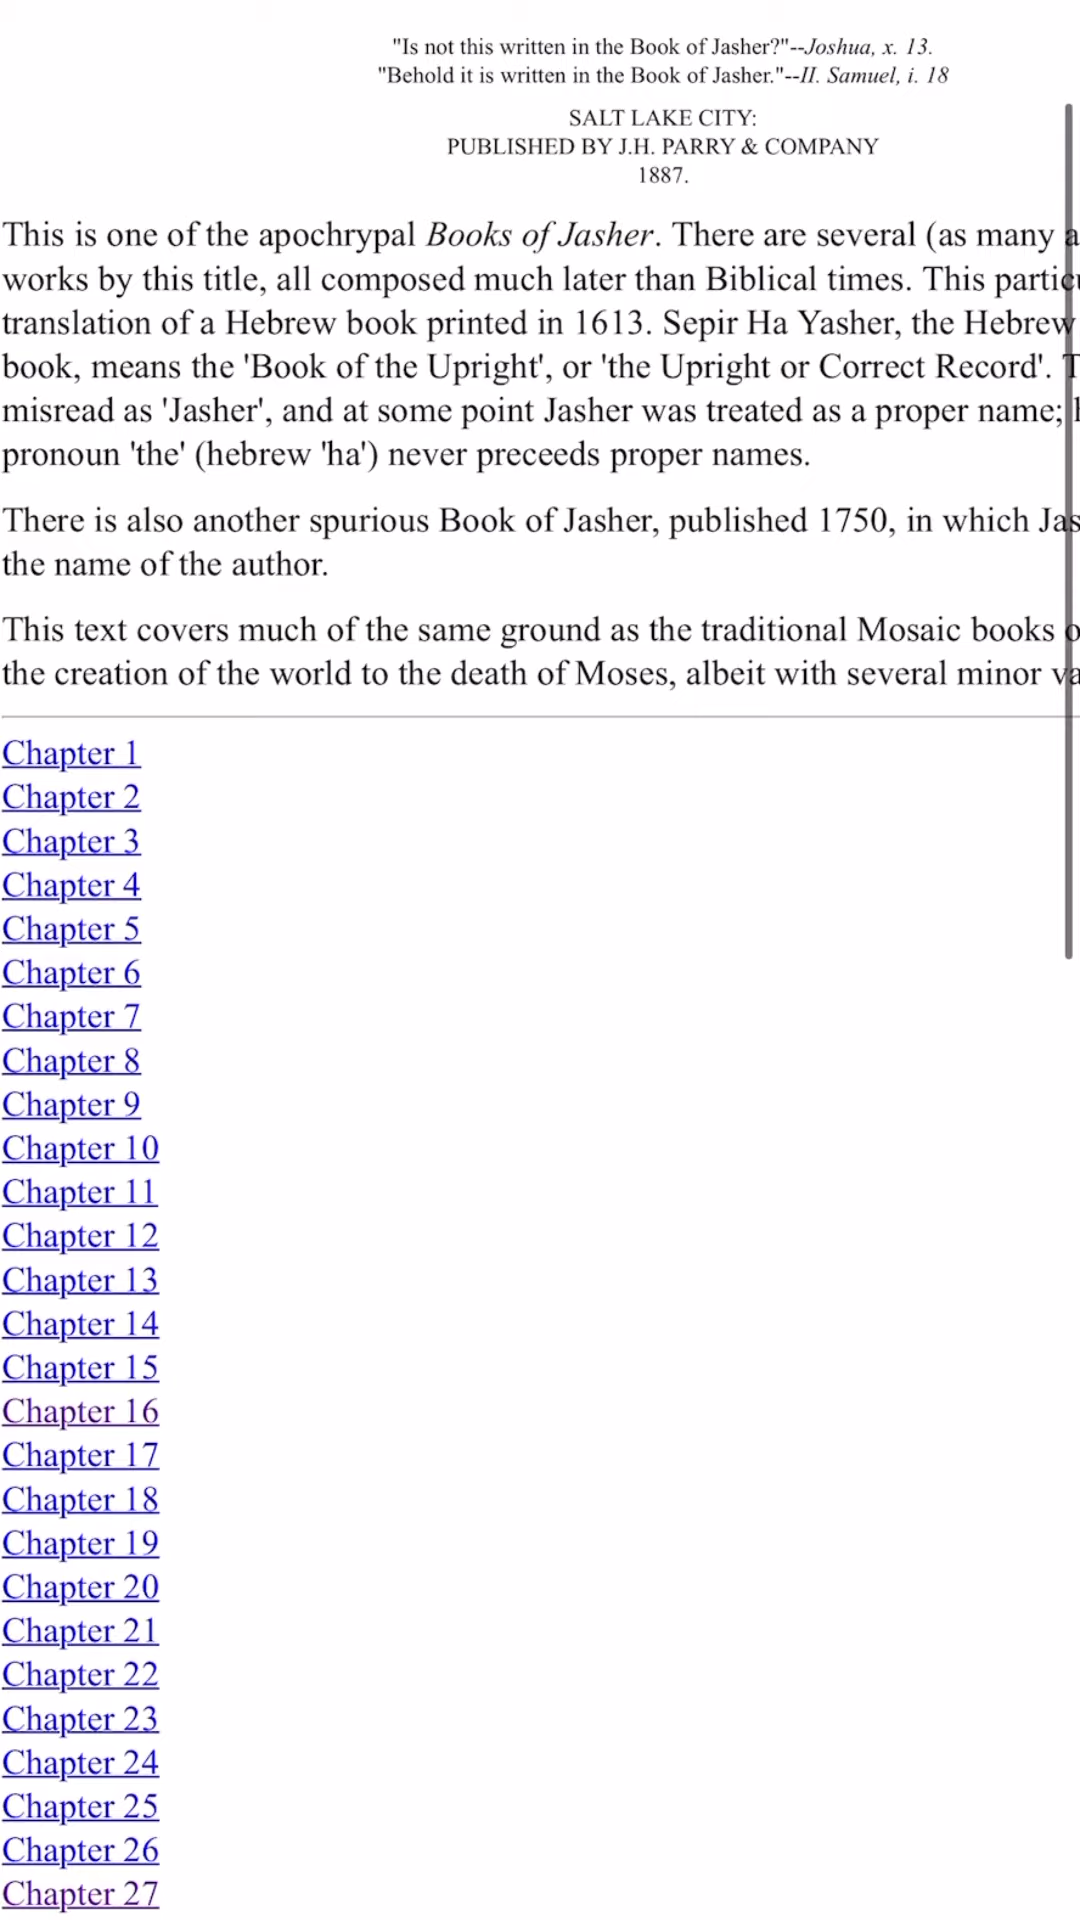 "Is not this written in the Book of Jasher?"--Joshua, x. 13.
"Behold it is written in the Book of Jasher."--II. Samuel, i. 18
SALT LAKE CITY:
PUBLISHED BY J.H. PARRY & COMPANY
1887.
This is one of the apochrypal Books of Jasher. There are several (as many
works by this title, all composed much later than Biblical times. This
translation of a Hebrew book printed in 1613. Sepir Ha Yasher, the Hebrew
book, means the 'Book of the Upright', or 'the Upright or Correct Record'.
misread as 'Jasher', and at some point Jasher was treated as a proper name;
pronoun 'the' (hebrew 'ha') never preceeds proper names.
There is also another spurious Book of Jasher, published 1750, in which
the name of the author.
This text covers much of the same ground as the traditional Mosaic books
the creation of the world to the death of Moses, albeit with several minor
Chapter 1
Chapter 2
Chapter 3
Chapter 4
Chapter 5
Chapter 6
Chapter 7
Chapter 8
Chapter 9
Chapter 10
Chapter 11
Chapter 12
Chapter 13
Chapter 14
Chapter 15
Chapter 16
Chapter 17
Chapter 18
Chapter 19
Chapter 20
Chapter 21
Chapter 22
Chapter 23
Chapter 24
Chapter 25
Chapter 26
Chapter 27